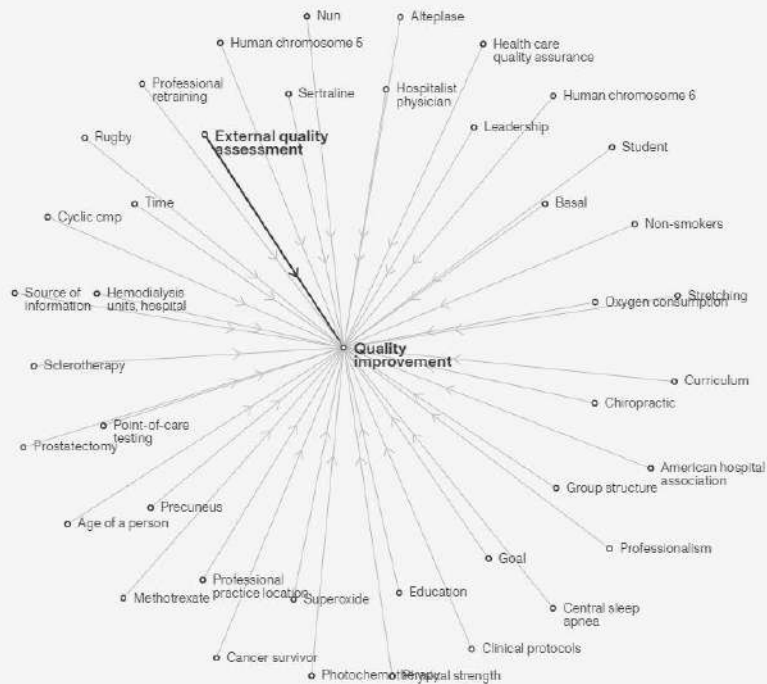 Nun
Alteplase
Human chromosome 5
Health care
quality assurance
Professional
retraining
Sertraline
Hospitalist
physician
Human chromosome 6
Rugby
External quality
assessment
Leadership
Student
Time
Basal
Cyclic cmp
Non-smokers
Source of
information
Hemodialysis
units, hospital
Oxygen consumption
Stretching
Quality
improvement
Sclerotherapy
Curriculum
Chiropractic
Point-of-care
testing
Prostatectomy
American hospital
association
Group structure
Precuneus
Age of a person
Professionalism
Goal
Professional
practice location
Methotrexate
Superoxide
Education
Central sleep
apnea
Clinical protocols
Cancer survivor
Photochemotherapy
Physical strength